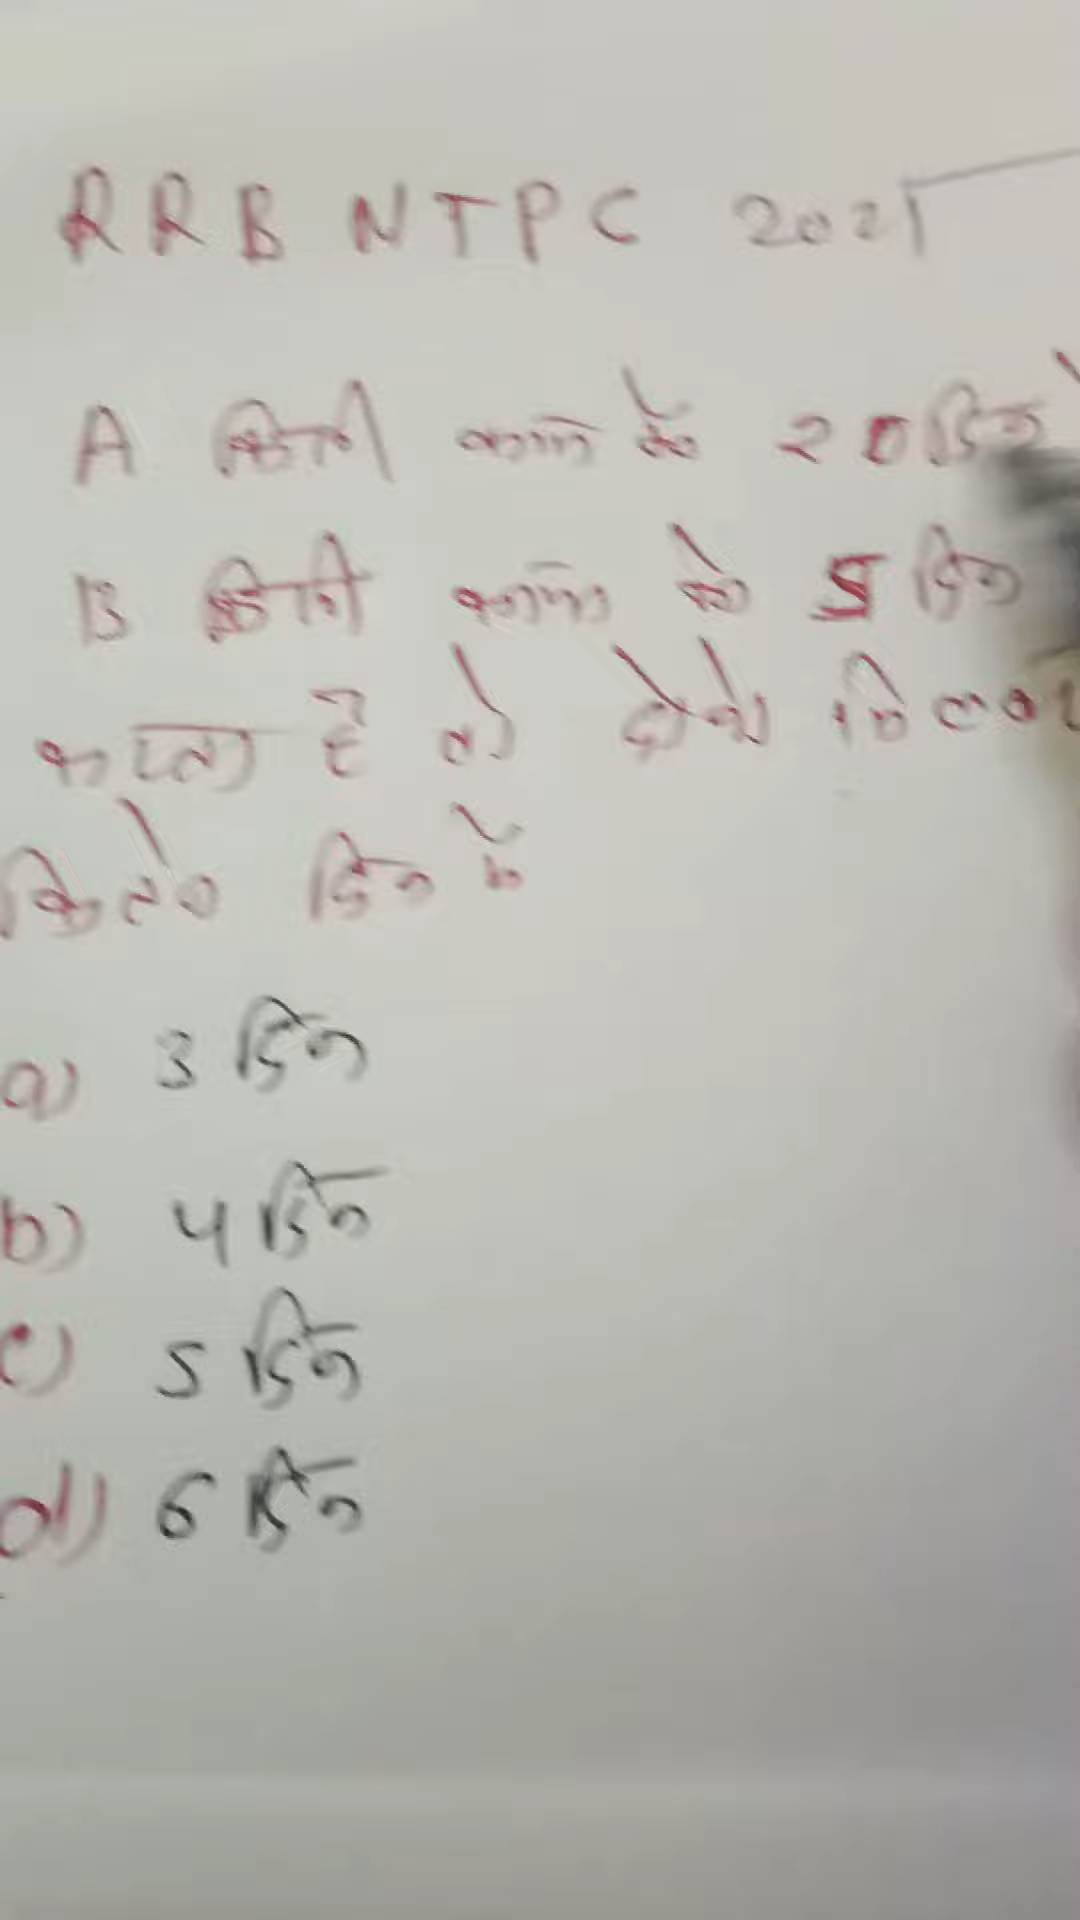 RRB NTPC 2021
A किसी काम को 20 दिन
B किसी काम को 5 दिन
करता है तो दोनो मिलकर
कितने दिन में
a) 3 दिन
b) 4 दिन
c) 5 दिन
d) 6 दिन